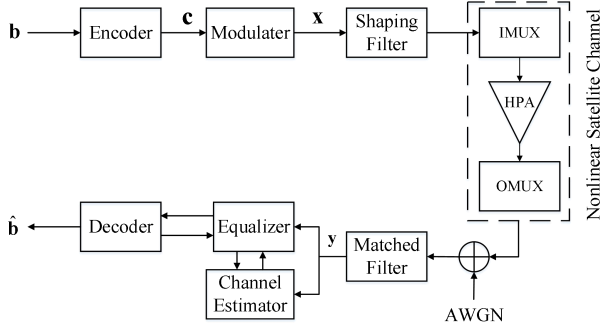 b
Encoder
c
Modulater
x
Shaping
Filter
IMUX
HPA
OMUX
Nonlinear Satellite Channel
b̂
Decoder
Equalizer
Channel
Estimator
y
Matched
Filter
AWGN